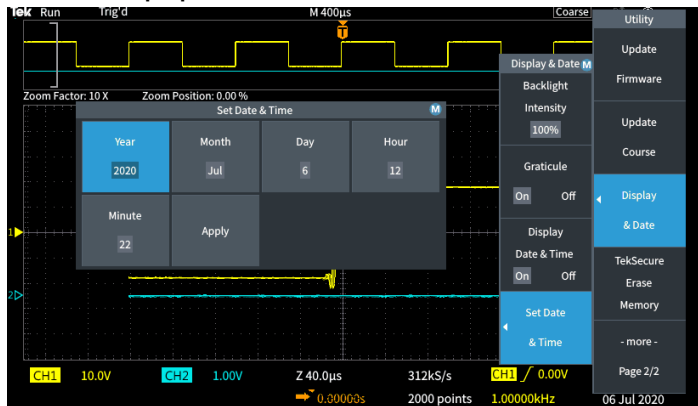 Tek Run Trig'd M 400µs Coarse
Zoom Factor: 10 X Zoom Position: 0.00 %
Set Date & Time M
Year
2020
Month
Jul
Day
6
Hour
12
Minute
22
Apply
Display & Date M
Backlight
Intensity
100%
Graticule
On Off
Display
Date & Time
On Off
Set Date
& Time
Utility
Update
Firmware
Update
Course
Display
& Date
TekSecure
Erase
Memory
- more -
Page 2/2
1
2
CH1 10.0V CH2 1.00V Z 40.0µs 312kS/s CH1 0.00V
0.00000s 2000 points 1.00000kHz 06 Jul 2020